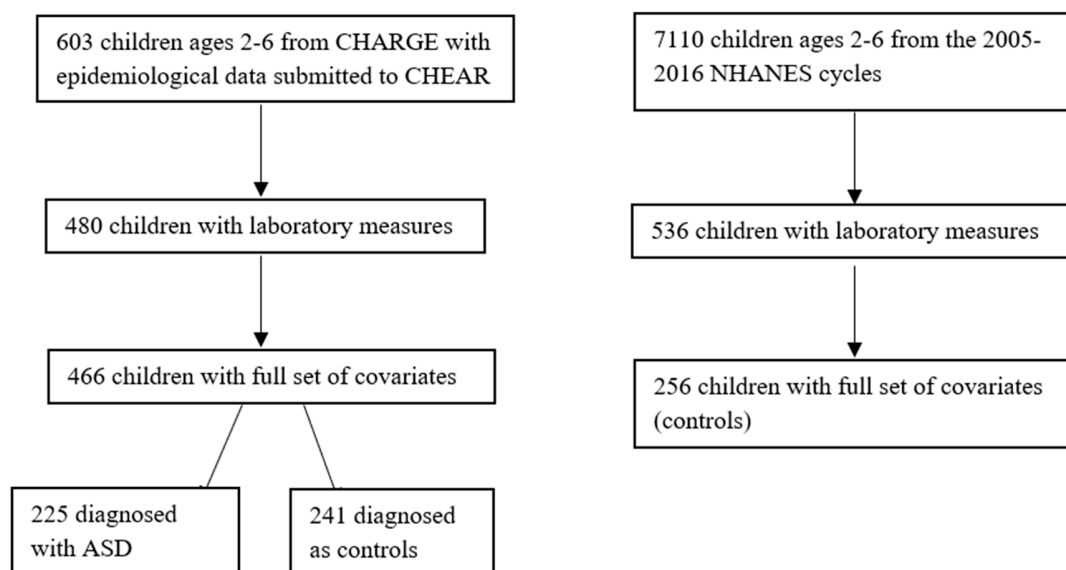 603 children ages 2-6 from CHARGE with
epidemiological data submitted to CHEAR
480 children with laboratory measures
466 children with full set of covariates
225 diagnosed
with ASD
241 diagnosed
as controls
7110 children ages 2-6 from the 2005-
2016 NHANES cycles
536 children with laboratory measures
256 children with full set of covariates
(controls)